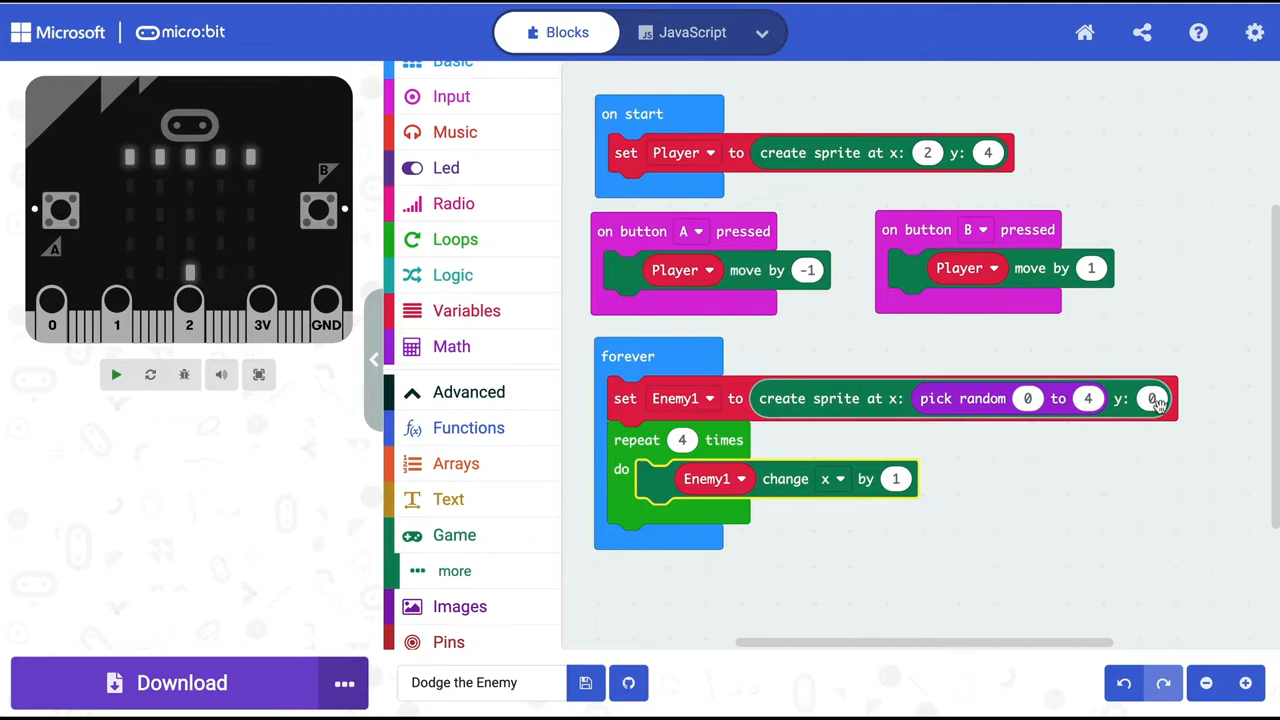 Microsoft micro:bit
Blocks
JavaScript
B
A
0 1 2 3V GND
Download
Basic
Input
Music
Led
Radio
Loops
Logic
Variables
Math
Advanced
Functions
Arrays
Text
Game
more
Images
Pins
on start
set Player to create sprite at x: 2 y: 4
on button A pressed
Player move by -1
on button B pressed
Player move by 1
forever
set Enemy1 to create sprite at x: pick random 0 to 4 y: 0
repeat 4 times
do Enemy1 change x by 1
Dodge the Enemy